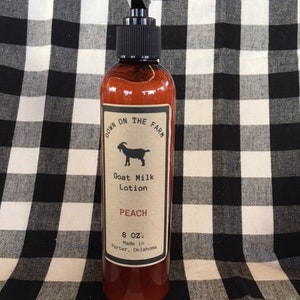 DOWN ON THE FARM
Goat Milk
Lotion
PEACH
8 OZ.
Made in
Porter, Oklahoma